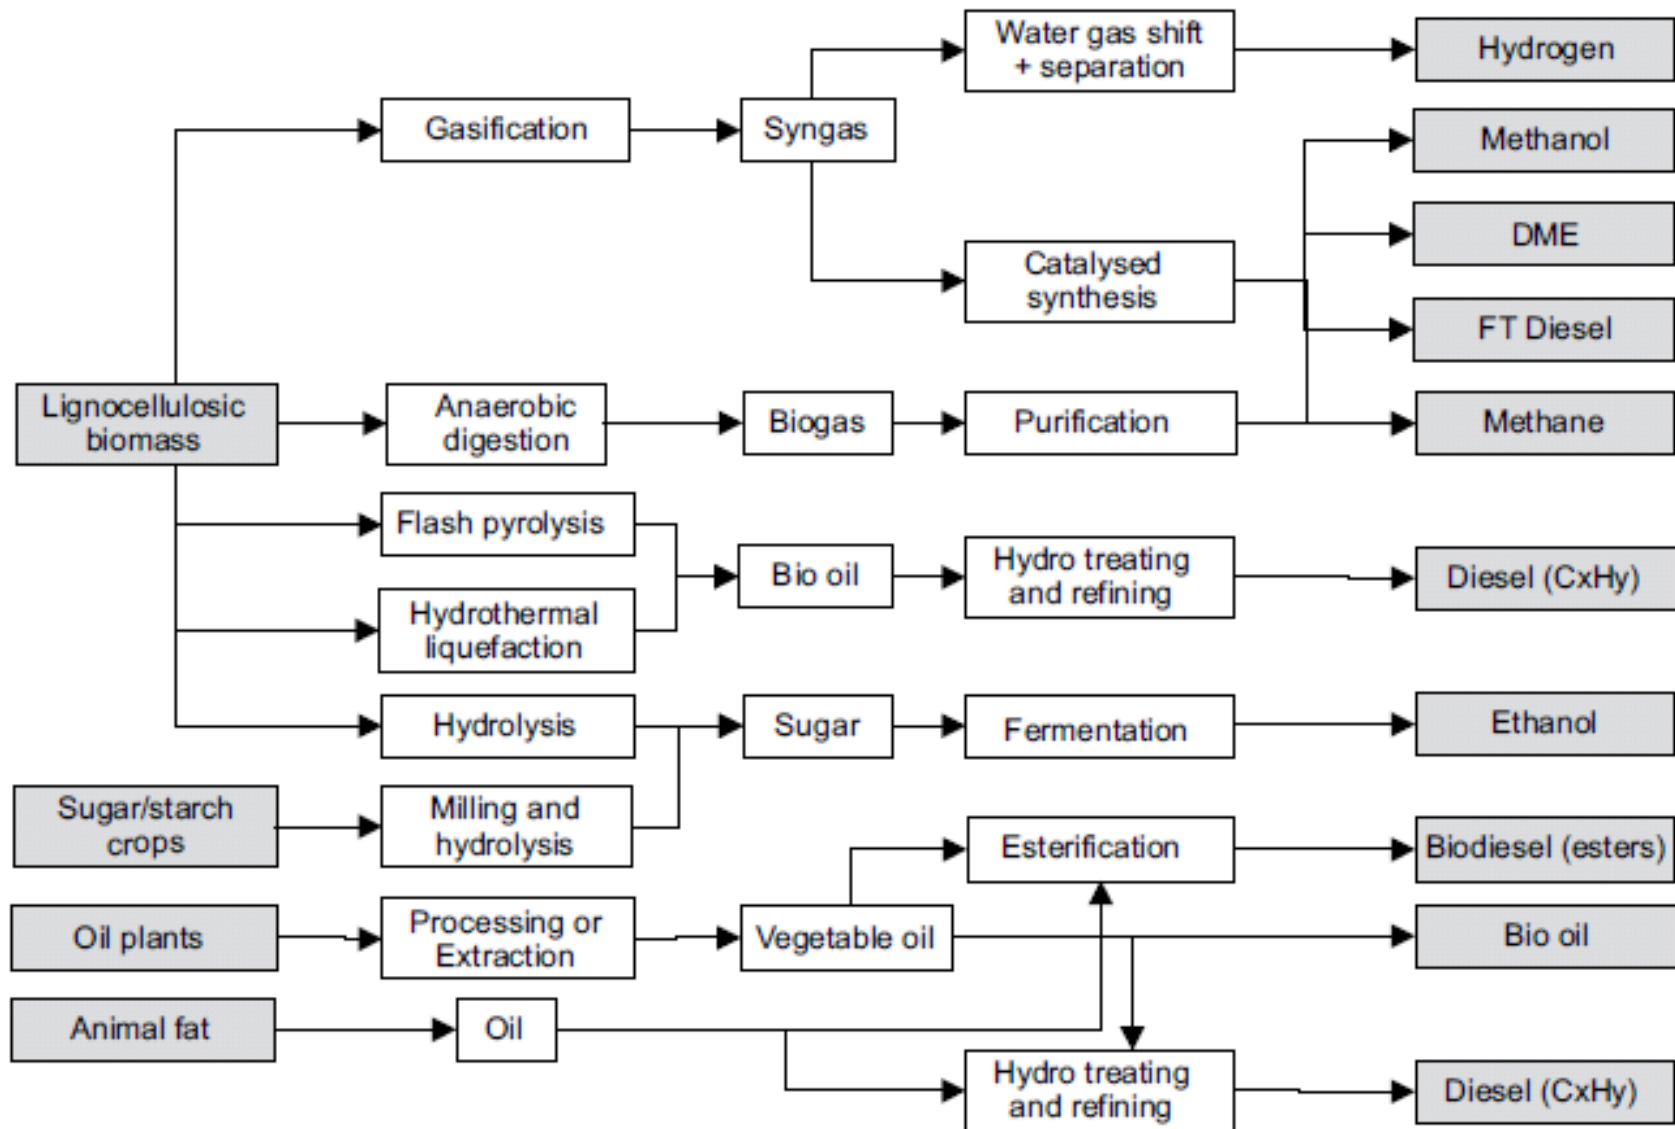 Water gas shift
+ separation
Hydrogen
Gasification
Syngas
Methanol
DME
Catalysed
synthesis
FT Diesel
Lignocellulosic
biomass
Anaerobic
digestion
Biogas
Purification
Methane
Flash pyrolysis
Bio oil
Hydro treating
and refining
Diesel (CxHy)
Hydrothermal
liquefaction
Hydrolysis
Sugar
Fermentation
Ethanol
Sugar/starch
crops
Milling and
hydrolysis
Esterification
Biodiesel (esters)
Oil plants
Processing or
Extraction
Vegetable oil
Bio oil
Animal fat
Oil
Hydro treating
and refining
Diesel (CxHy)